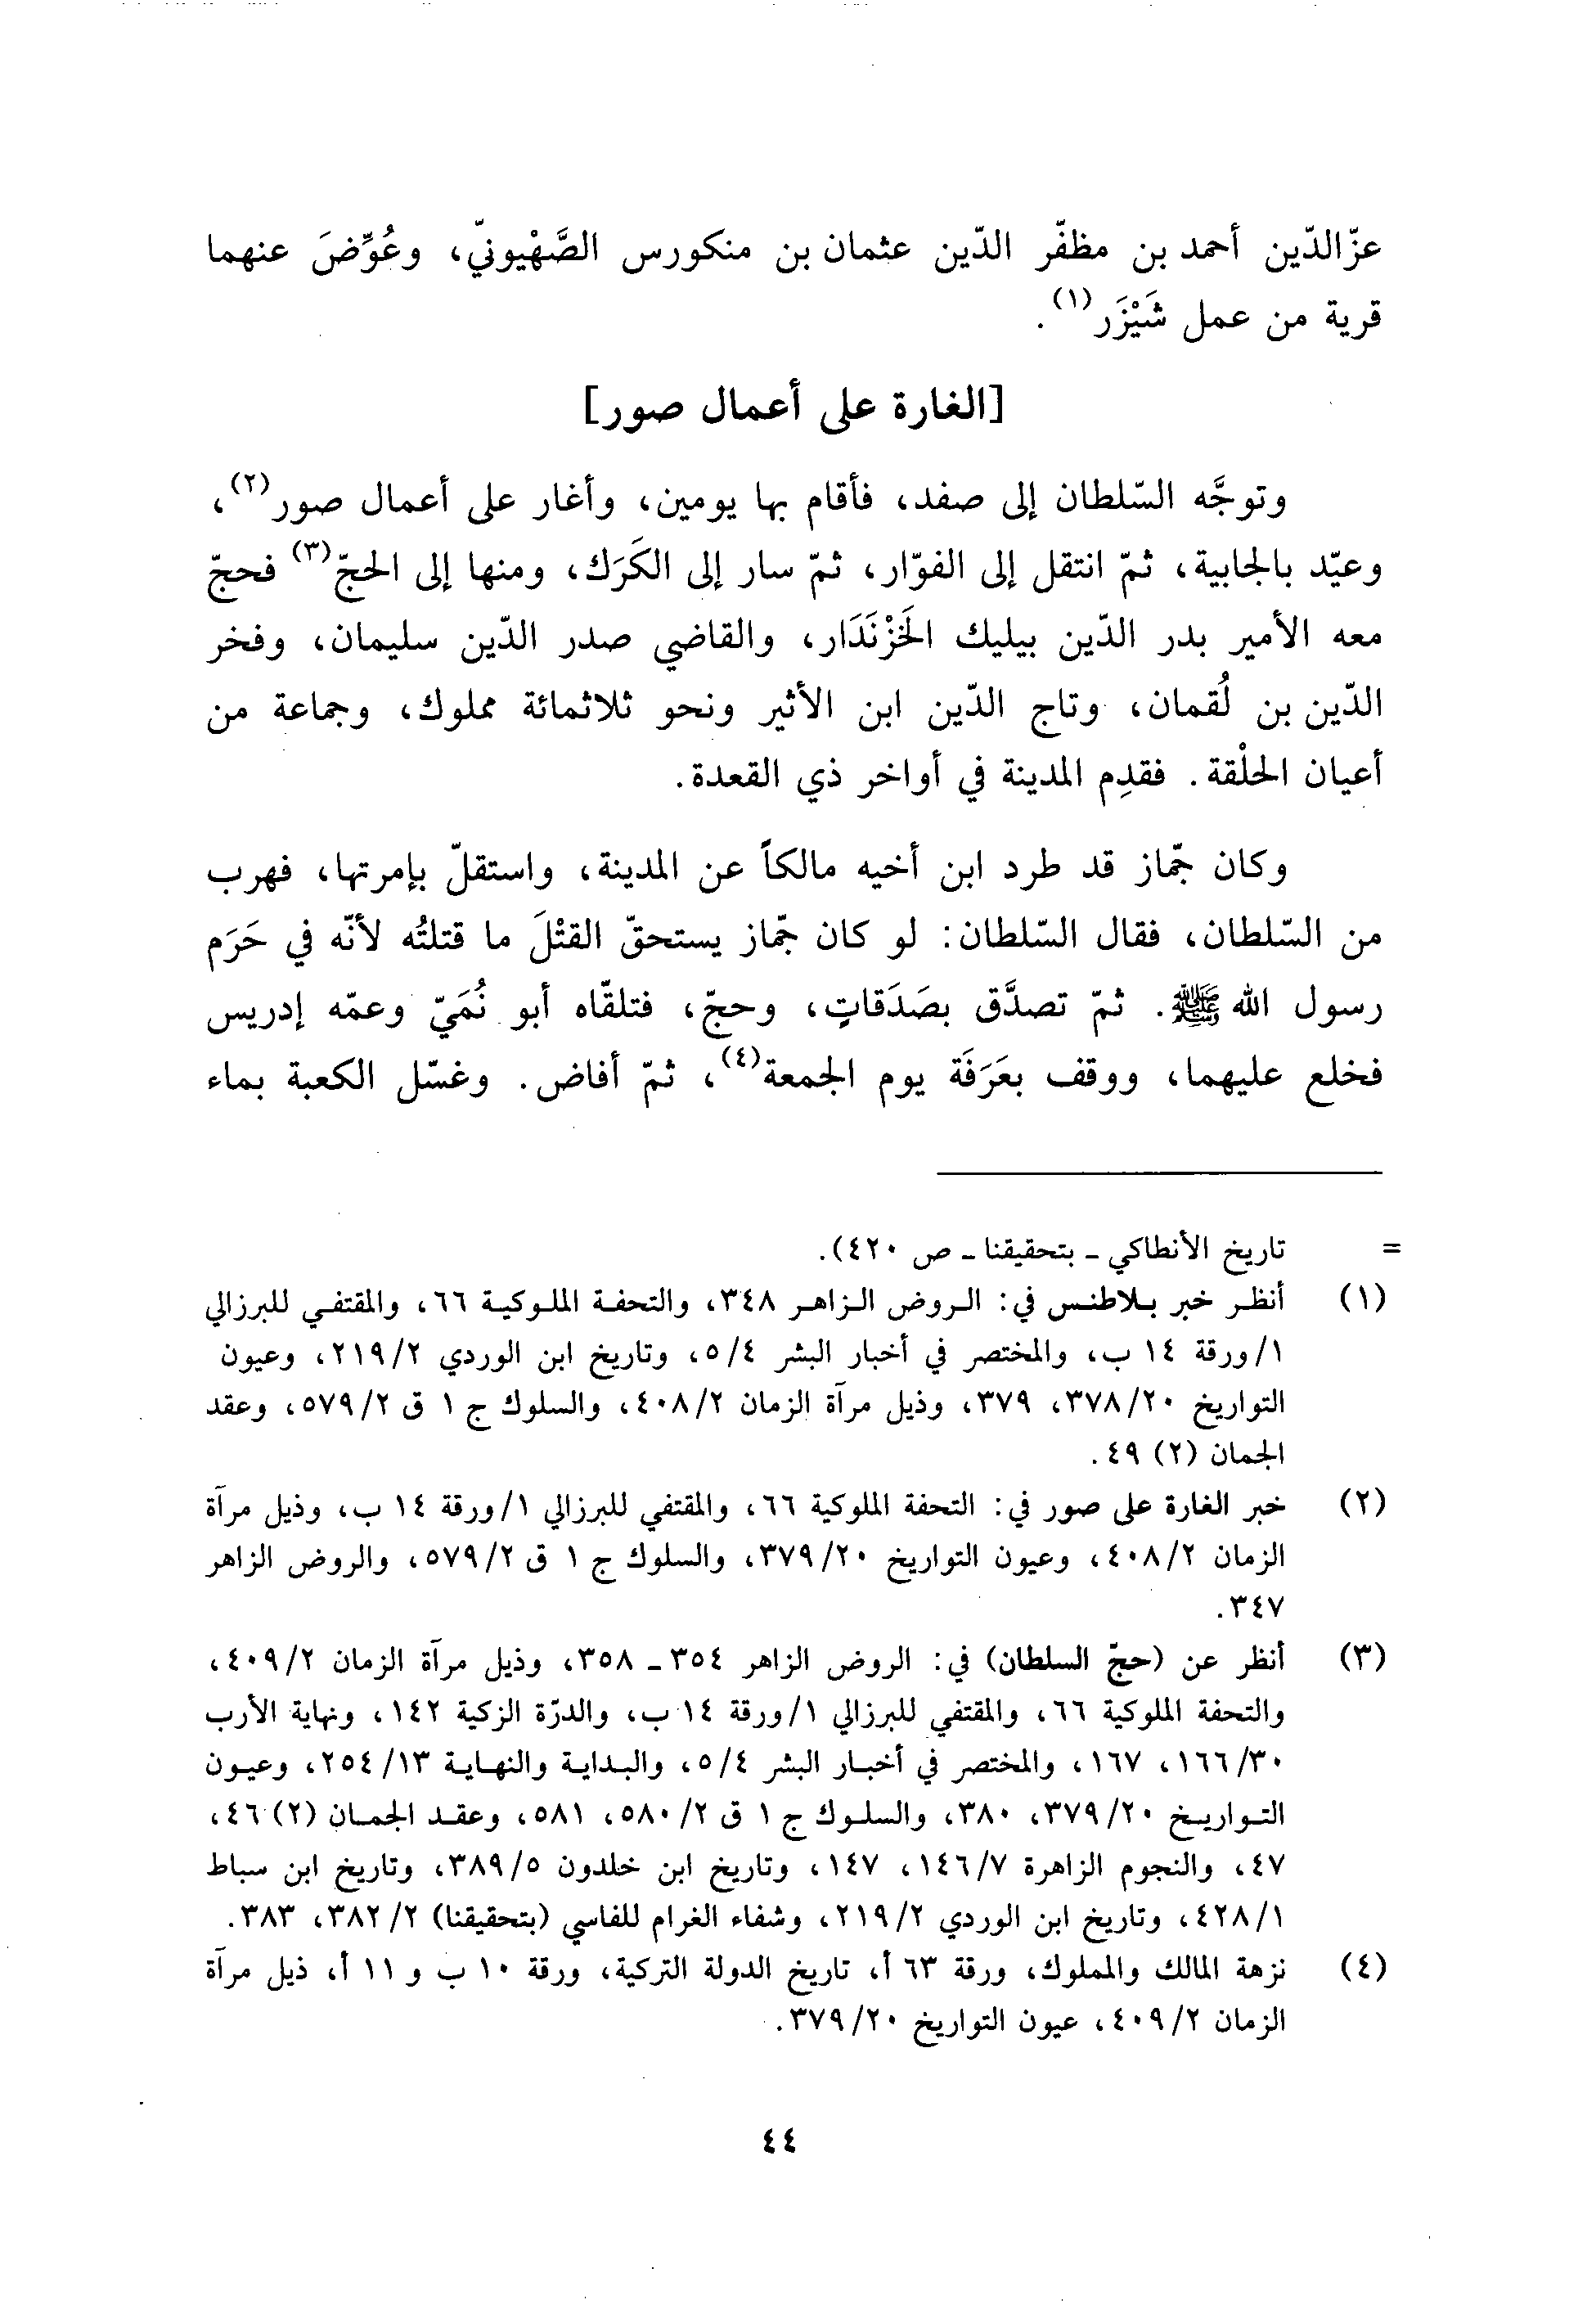 عزّ الدّين أحمد بن مظفّر الدّين عثمان بن منكورس الصَّهْيونيّ، وعُوِّضَ عنهما
قرية من عمل شَيْزَر(١).
[الغارة على أعمال صور]
وتوجَّه السّلطان إلى صفد، فأقام بها يومين، وأغار على أعمال صور(٢)،
وعيّد بالجابية، ثمّ انتقل إلى الفوّار، ثمّ سار إلى الكَرَك، ومنها إلى الحجّ(٣) فحجّ
معه الأمير بدر الدّين بيليك الخَزْنَدَار، والقاضي صدر الدّين سليمان، وفخر
الدّين بن لُقمان، وتاج الدّين ابن الأثير ونحو ثلاثمائة مملوك، وجماعة من
أعيان الحلْقة. فقدِم المدينة في أواخر ذي القعدة.
وكان جمّاز قد طرد ابن أخيه مالكاً عن المدينة، واستقلّ بإمرتها، فهرب
من السّلطان، فقال السّلطان: لو كان جمّاز يستحقّ القتْلَ ما قتلتُه لأنّه في حَرَم
رسول الله ﷺ. ثمّ تصدَّق بصَدَقاتٍ، وحجّ، فتلقّاه أبو نُمَيّ وعمّه إدريس
فخلع عليهما، ووقف بعَرَفَة يوم الجمعة(٤)، ثمّ أفاض. وغسّل الكعبة بماء
= تاريخ الأنطاكي ـ بتحقيقنا ـ ص ٤٢٠).
(١) أنظر خبر بلاطنس في: الروض الزاهر ٣٤٨، والتحفة الملوكية ٦٦، والمقتفي للبرزالي
١/ورقة ١٤ ب، والمختصر في أخبار البشر ٥/٤، وتاريخ ابن الوردي ٢١٩/٢، وعيون
التواريخ ٣٧٨/٢٠، ٣٧٩، وذيل مرآة الزمان ٤٠٨/٢، والسلوك ج ١ ق ٥٧٩/٢، وعقد
الجمان (٢) ٤٩.
(٢) خبر الغارة على صور في: التحفة الملوكية ٦٦، والمقتفي للبرزالي ١/ورقة ١٤ ب، وذيل مرآة
الزمان ٤٠٨/٢، وعيون التواريخ ٣٧٩/٢٠، والسلوك ج ١ ق ٥٧٩/٢، والروض الزاهر
٣٤٧.
(٣) أنظر عن (حجّ السلطان) في: الروض الزاهر ٣٥٤ ـ ٣٥٨، وذيل مرآة الزمان ٤٠٩/٢،
والتحفة الملوكية ٦٦، والمقتفي للبرزالي ١/ورقة ١٤ ب، والدرّة الزكية ١٤٢، ونهاية الأرب
١٦٦/٣٠، ١٦٧، والمختصر في أخبار البشر ٥/٤، والبداية والنهاية ٢٥٤/١٣، وعيون
التواريخ ٣٧٩/٢٠، ٣٨٠، والسلوك ج ١ ق ٥٨٠/٢، ٥٨١، وعقد الجمان (٢) ٤٦،
٤٧، والنجوم الزاهرة ١٤٦/٧، ١٤٧، وتاريخ ابن خلدون ٣٨٩/٥، وتاريخ ابن سباط
٤٢٨/١، وتاريخ ابن الوردي ٢١٩/٢، وشفاء الغرام للفاسي (بتحقيقنا) ٣٨٢/٢، ٣٨٣.
(٤) نزهة المالك والمملوك، ورقة ٦٣ أ، تاريخ الدولة التركية، ورقة ١٠ ب و ١١ أ، ذيل مرآة
الزمان ٤٠٩/٢، عيون التواريخ ٣٧٩/٢٠.
٤٤